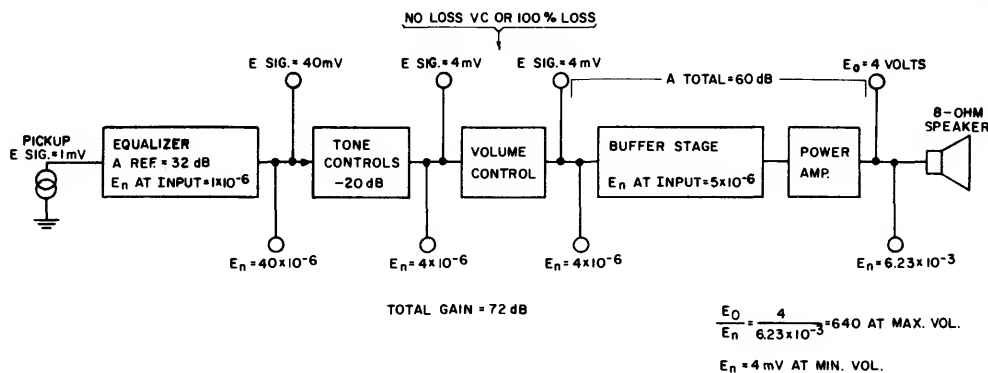 NO LOSS VC OR 100% LOSS
E SIG.= 40mV
E SIG.= 4mV
E SIG.= 4mV
A TOTAL=60 dB
E₀= 4 VOLTS
8-OHM
SPEAKER
PICKUP
E SIG.=1mV
EQUALIZER
A REF = 32 dB
Eₙ AT INPUT=1×10⁻⁶
TONE
CONTROLS
-20 dB
VOLUME
CONTROL
BUFFER STAGE
Eₙ AT INPUT=5×10⁻⁶
POWER
AMP.
Eₙ=40×10⁻⁶
Eₙ=4×10⁻⁶
Eₙ=4×10⁻⁶
Eₙ=6.23×10⁻³
TOTAL GAIN = 72 dB
E₀/Eₙ = 4/6.23×10⁻³ =640 AT MAX. VOL.
Eₙ = 4 mV AT MIN. VOL.